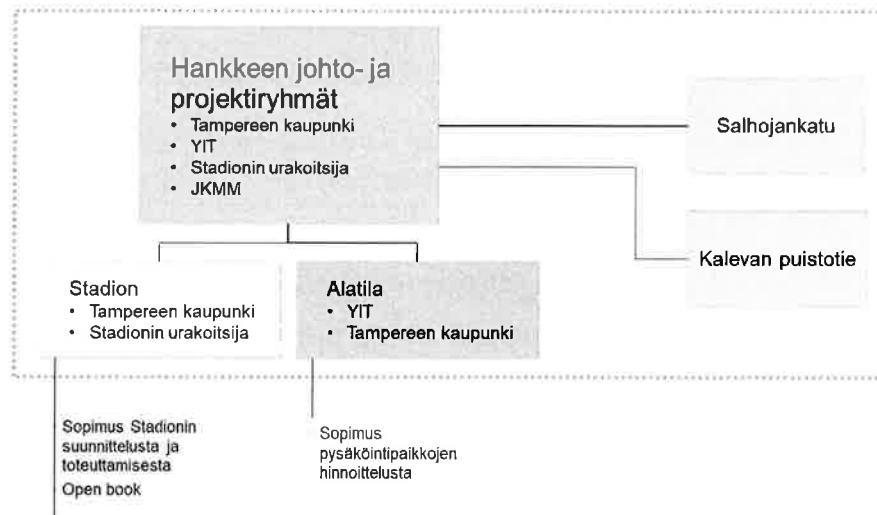 Hankkeen johto- ja
projektiryhmät
• Tampereen kaupunki
• YIT
• Stadionin urakoitsija
• JKMM
Salhojankatu
Kalevan puistotie
Stadion
• Tampereen kaupunki
• Stadionin urakoitsija
Alatila
• YIT
• Tampereen kaupunki
Sopimus Stadionin
suunnittelusta ja
toteuttamisesta
Open book
Sopimus
pysäköintipaikkojen
hinnoittelusta